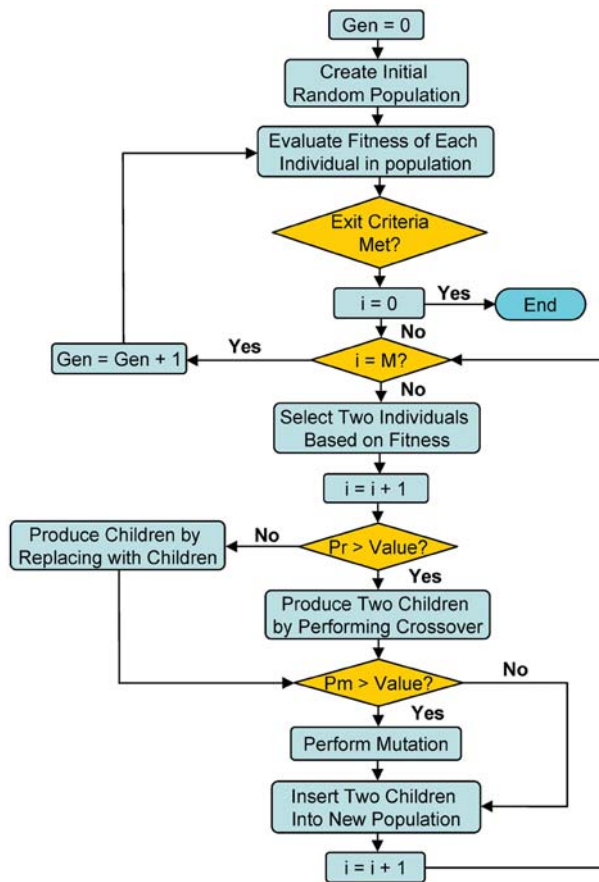 Gen = 0
Create Initial
Random Population
Evaluate Fitness of Each
Individual in population
Exit Criteria
Met?
i = 0
Yes
End
No
Gen = Gen + 1
Yes
i = M?
No
Select Two Individuals
Based on Fitness
i = i + 1
Produce Children by
Replacing with Children
No
Pr > Value?
Yes
Produce Two Children
by Performing Crossover
Pm > Value?
No
Yes
Perform Mutation
Insert Two Children
Into New Population
i = i + 1